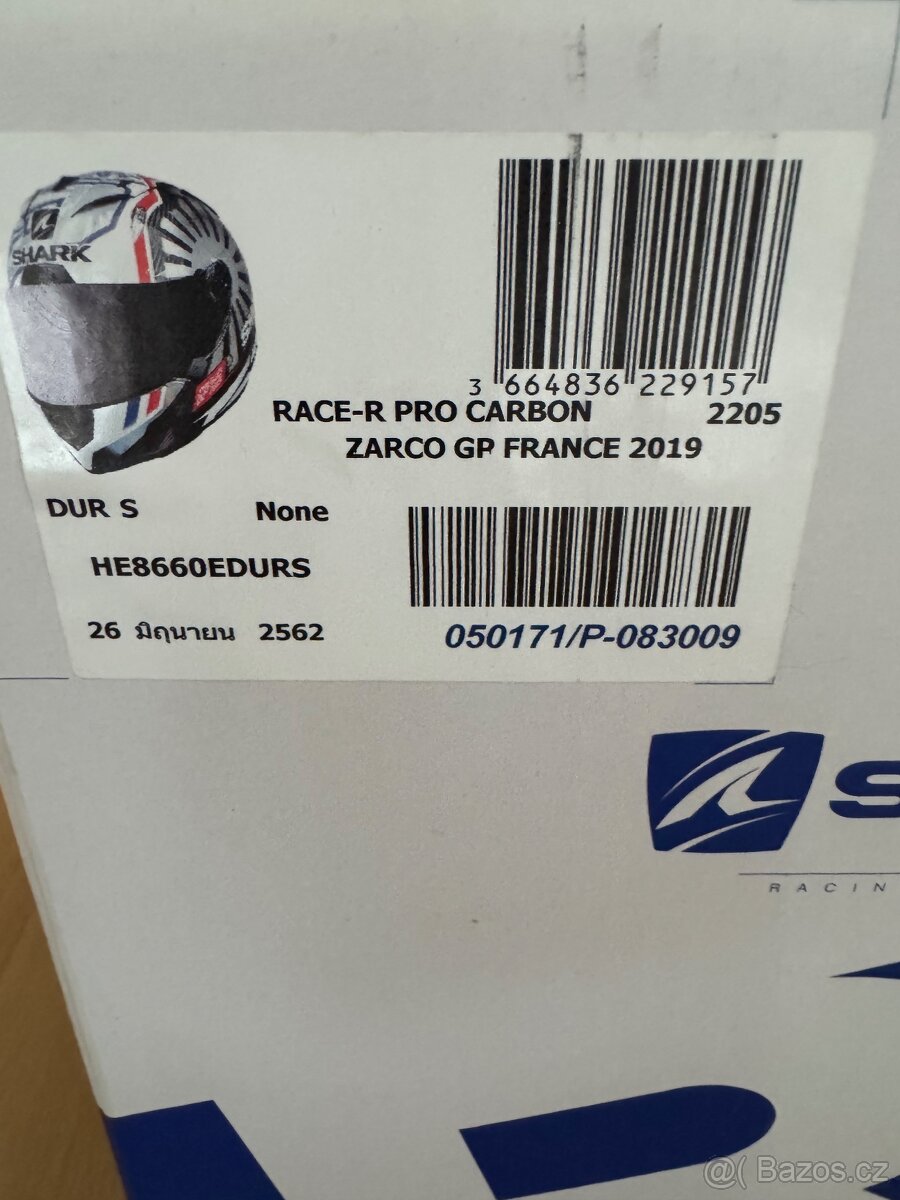 SHARK
3 664836 229157
RACE-R PRO CARBON 2205
ZARCO GP FRANCE 2019
DUR S None
HE8660EDURS
26 มิถุนายน 2562
050171/P-083009
S
RACIN
@( Bazos.cz